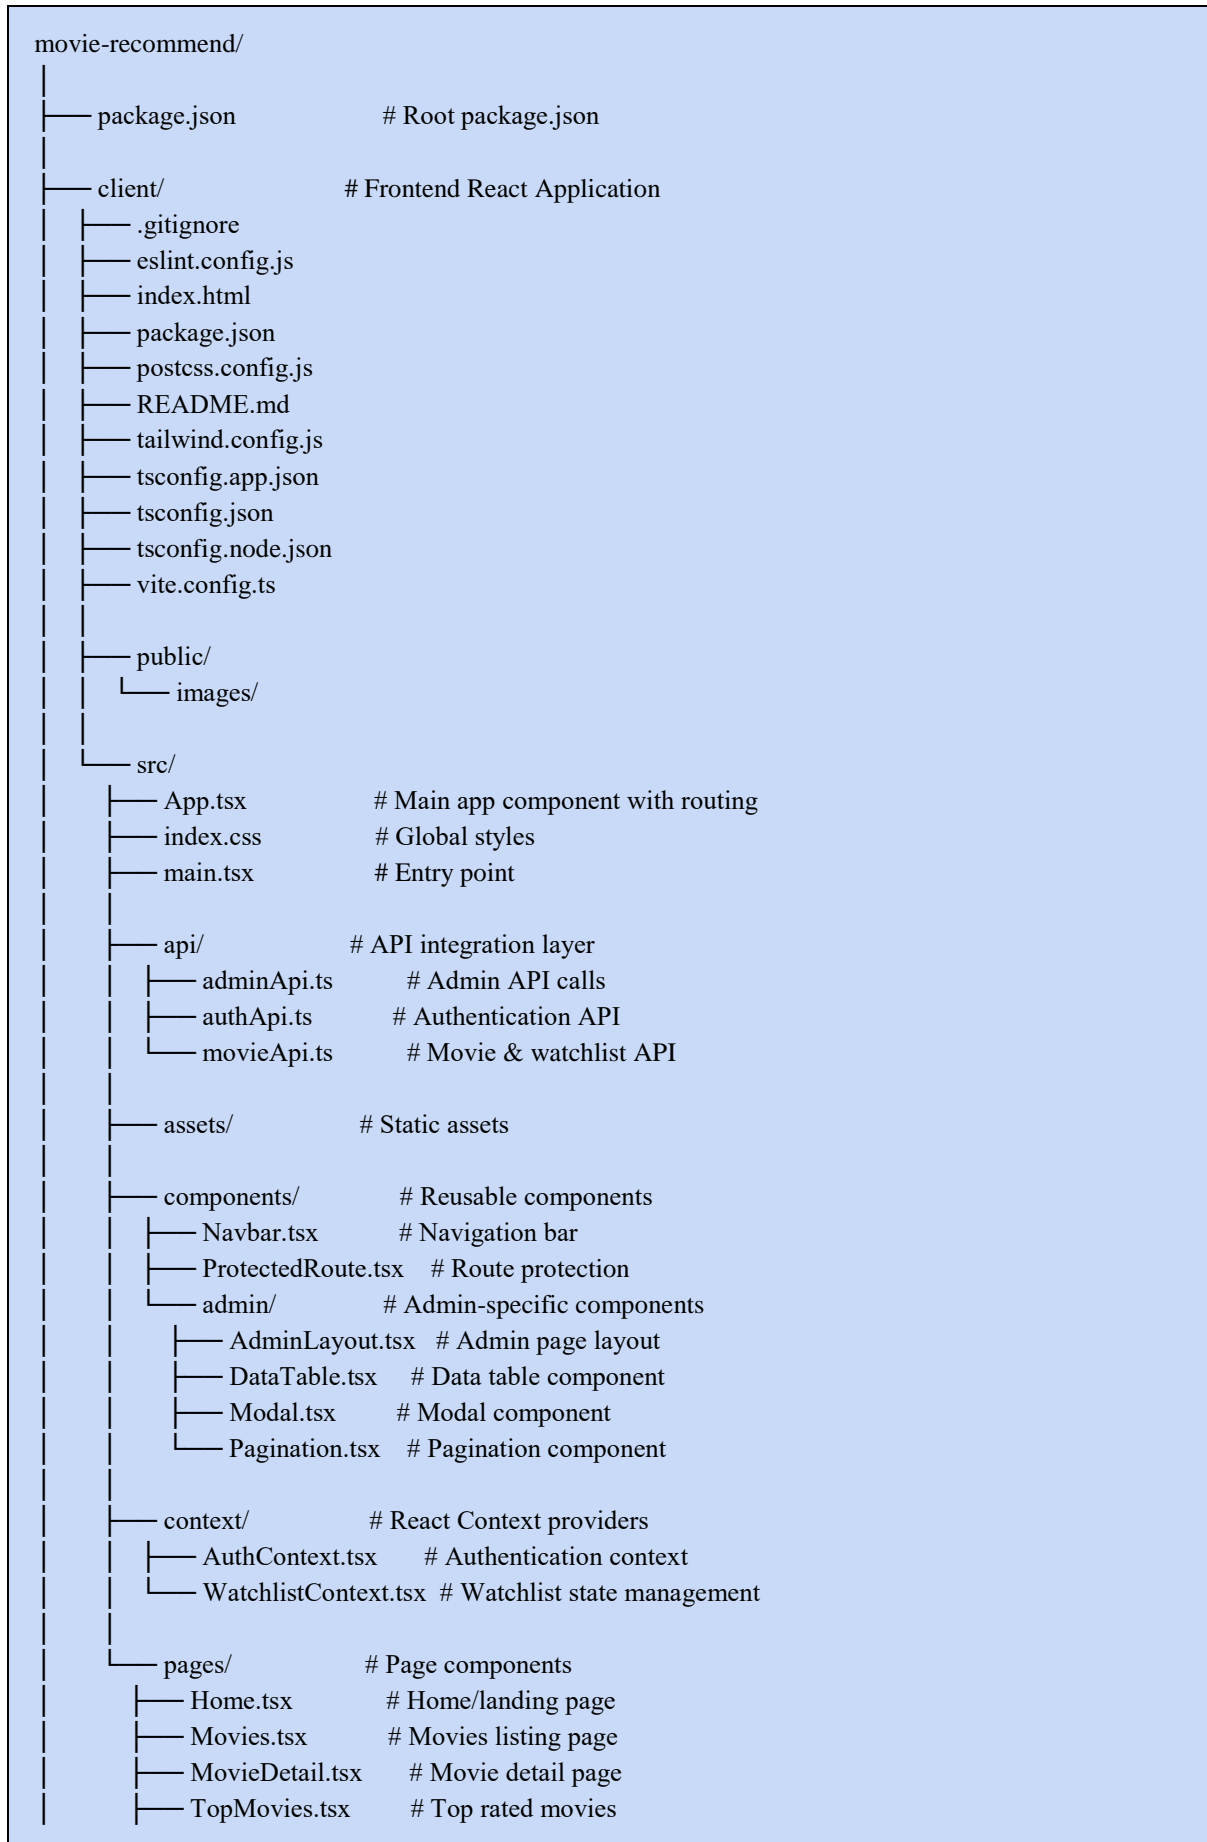 movie-recommend/
│
├── package.json # Root package.json
│
├── client/ # Frontend React Application
│ ├── .gitignore
│ ├── eslint.config.js
│ ├── index.html
│ ├── package.json
│ ├── postcss.config.js
│ ├── README.md
│ ├── tailwind.config.js
│ ├── tsconfig.app.json
│ ├── tsconfig.json
│ ├── tsconfig.node.json
│ ├── vite.config.ts
│ │
│ ├── public/
│ │ └── images/
│ │
│ └── src/
│ ├── App.tsx # Main app component with routing
│ ├── index.css # Global styles
│ ├── main.tsx # Entry point
│ │
│ ├── api/ # API integration layer
│ │ ├── adminApi.ts # Admin API calls
│ │ ├── authApi.ts # Authentication API
│ │ └── movieApi.ts # Movie & watchlist API
│ │
│ ├── assets/ # Static assets
│ │
│ ├── components/ # Reusable components
│ │ ├── Navbar.tsx # Navigation bar
│ │ ├── ProtectedRoute.tsx # Route protection
│ │ └── admin/ # Admin-specific components
│ │ ├── AdminLayout.tsx # Admin page layout
│ │ ├── DataTable.tsx # Data table component
│ │ ├── Modal.tsx # Modal component
│ │ └── Pagination.tsx # Pagination component
│ │
│ ├── context/ # React Context providers
│ │ ├── AuthContext.tsx # Authentication context
│ │ └── WatchlistContext.tsx # Watchlist state management
│ │
│ └── pages/ # Page components
│ ├── Home.tsx # Home/landing page
│ ├── Movies.tsx # Movies listing page
│ ├── MovieDetail.tsx # Movie detail page
│ ├── TopMovies.tsx # Top rated movies